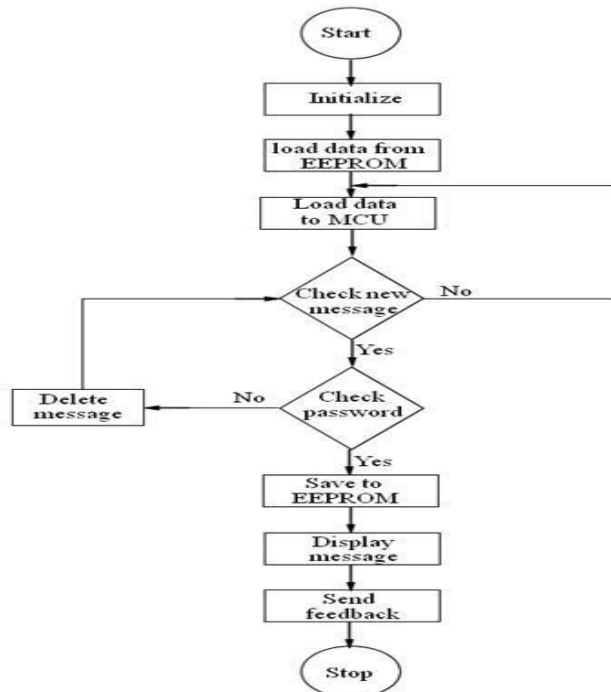 Start
Initialize
load data from
EEPROM
Load data
to MCU
Check new
message
No
Yes
Check
password
No
Delete
message
Yes
Save to
EEPROM
Display
message
Send
feedback
Stop